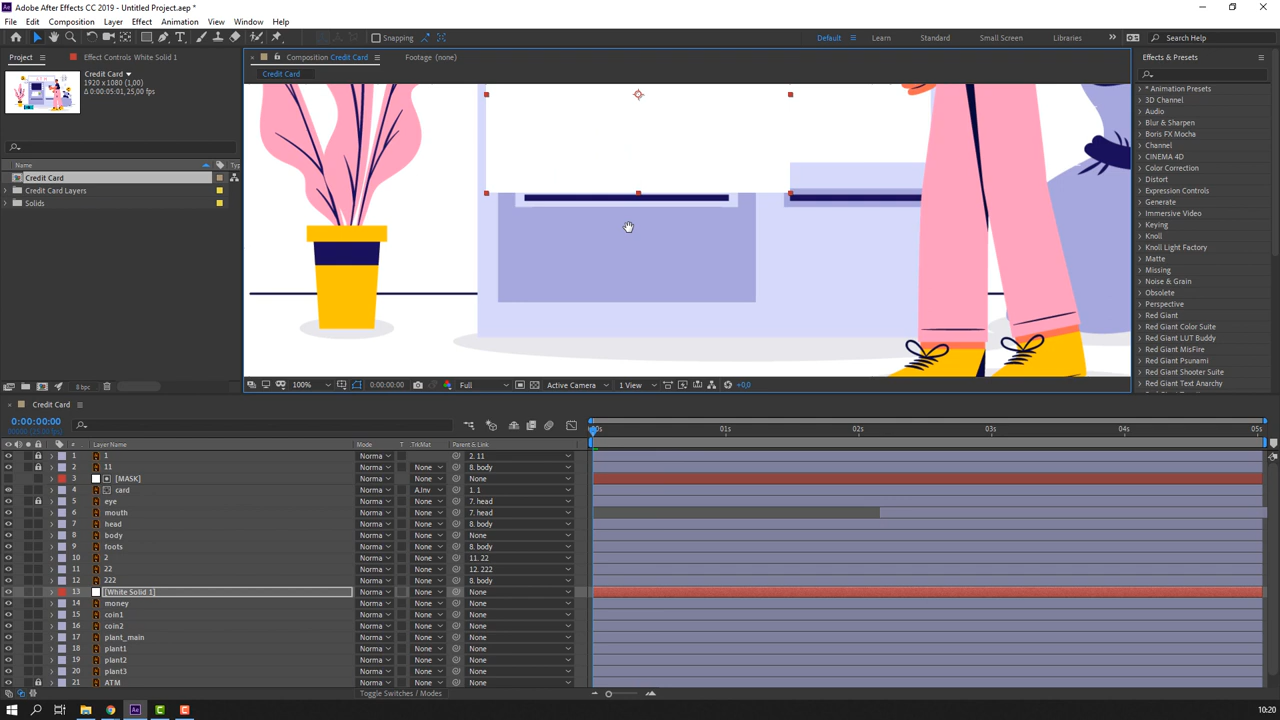 Adobe After Effects CC 2019 - Untitled Project.aep *
File Edit Composition Layer Effect Animation View Window Help
Snapping Default Learn Standard Small Screen Libraries Search Help
Project Effect Controls White Solid 1 Composition Credit Card Footage (none) Effects & Presets
Credit Card
Credit Card
1920 x 1080 (1,00)
Δ 0:00:05:01, 25,00 fps
* Animation Presets
3D Channel
Audio
Blur & Sharpen
Boris FX Mocha
Channel
CINEMA 4D
Color Correction
Distort
Expression Controls
Generate
Immersive Video
Keying
Knoll
Knoll Light Factory
Matte
Missing
Noise & Grain
Obsolete
Perspective
Red Giant
Red Giant Color Suite
Red Giant LUT Buddy
Red Giant MisFire
Red Giant Psunami
Red Giant Shooter Suite
Red Giant Text Anarchy
Name Typ
Credit Card
Credit Card Layers
Solids
8 bpc
100% 0:00:00:00 Full Active Camera 1 View +0,0
Credit Card
0:00:00:00
:00s 01s 02s 03s 04s 05s
# Layer Name Mode T .TrkMat Parent & Link
1 1 Norma 2. 11
2 11 Norma None 8. body
3 [MASK] Norma None None
4 card Norma A.Inv 1. 1
5 eye Norma None 7. head
6 mouth Norma None 7. head
7 head Norma None 8. body
8 body Norma None None
9 foots Norma None 8. body
10 2 Norma None 11. 22
11 22 Norma None 12. 222
12 222 Norma None 8. body
13 [White Solid 1] Norma None None
14 money Norma None None
15 coin1 Norma None None
16 coin2 Norma None None
17 plant_main Norma None None
18 plant1 Norma None None
19 plant2 Norma None None
20 plant3 Norma None None
21 ATM Norma None None
Toggle Switches / Modes
10:20